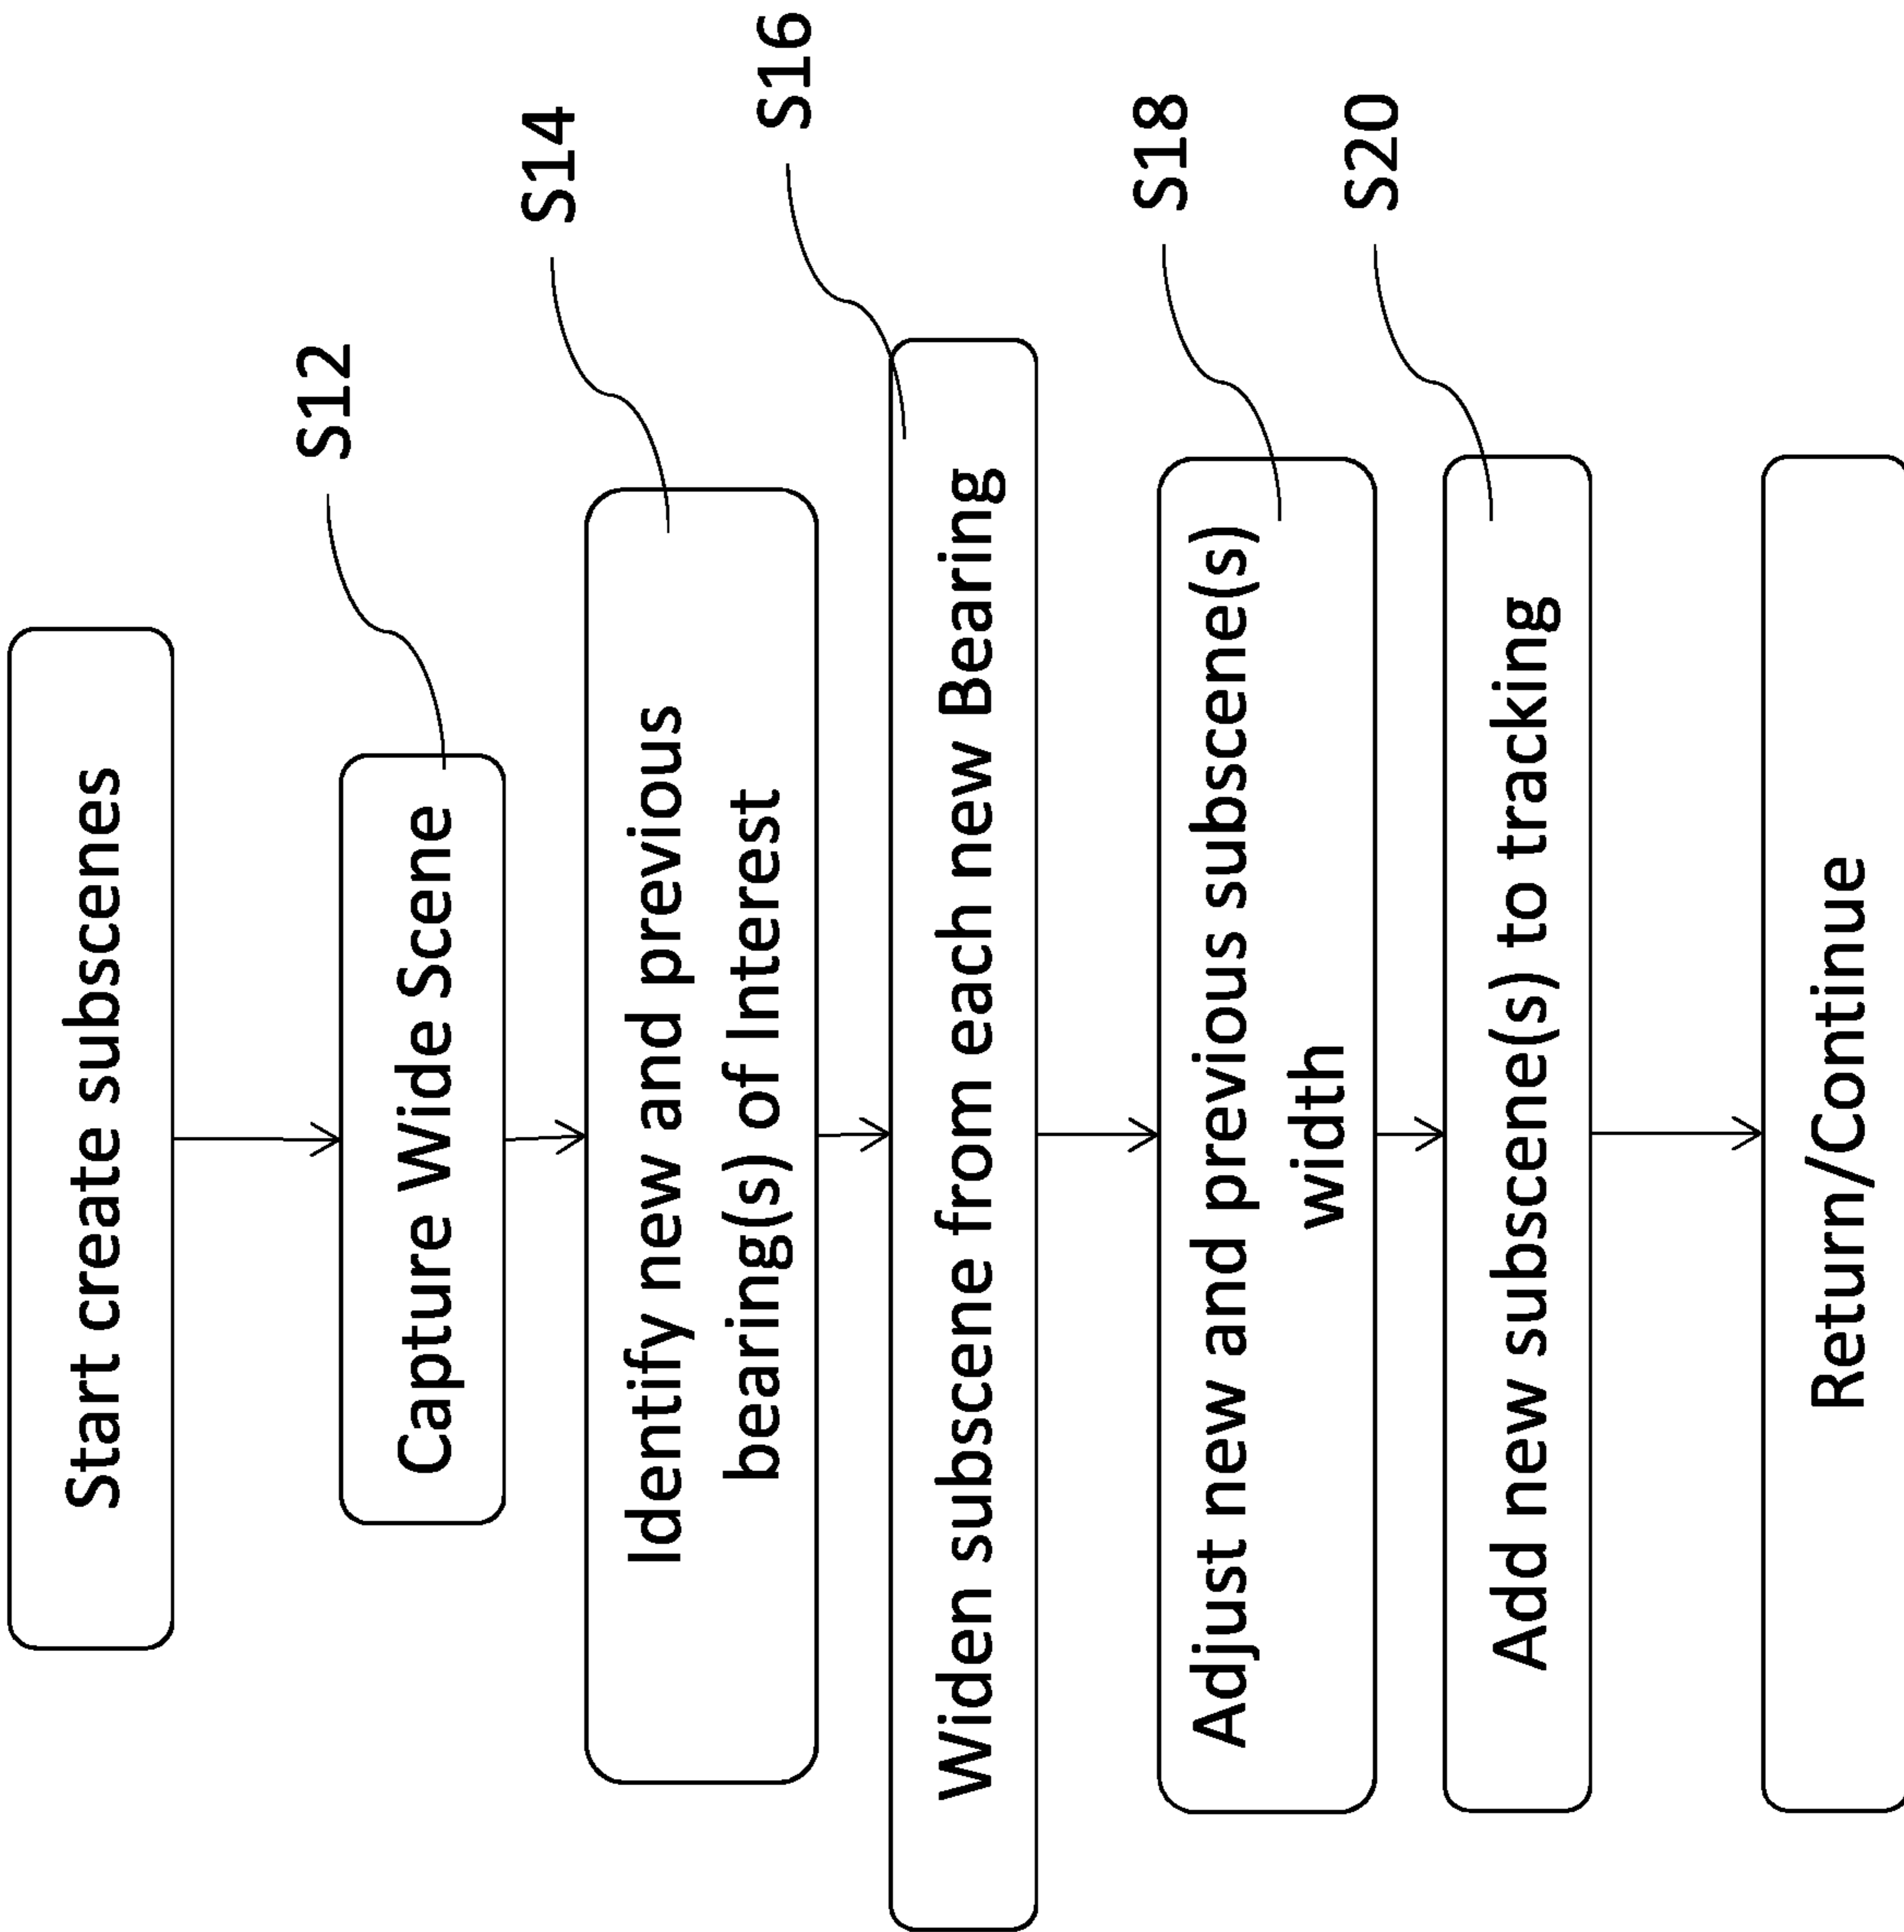 Start create subscenes
S12
Capture Wide Scene
S14
Identify new and previous
bearing(s) of Interest
S16
Widen subscene from each new Bearing
S18
Adjust new and previous subscene(s)
width
S20
Add new subscene(s) to tracking
Return/Continue